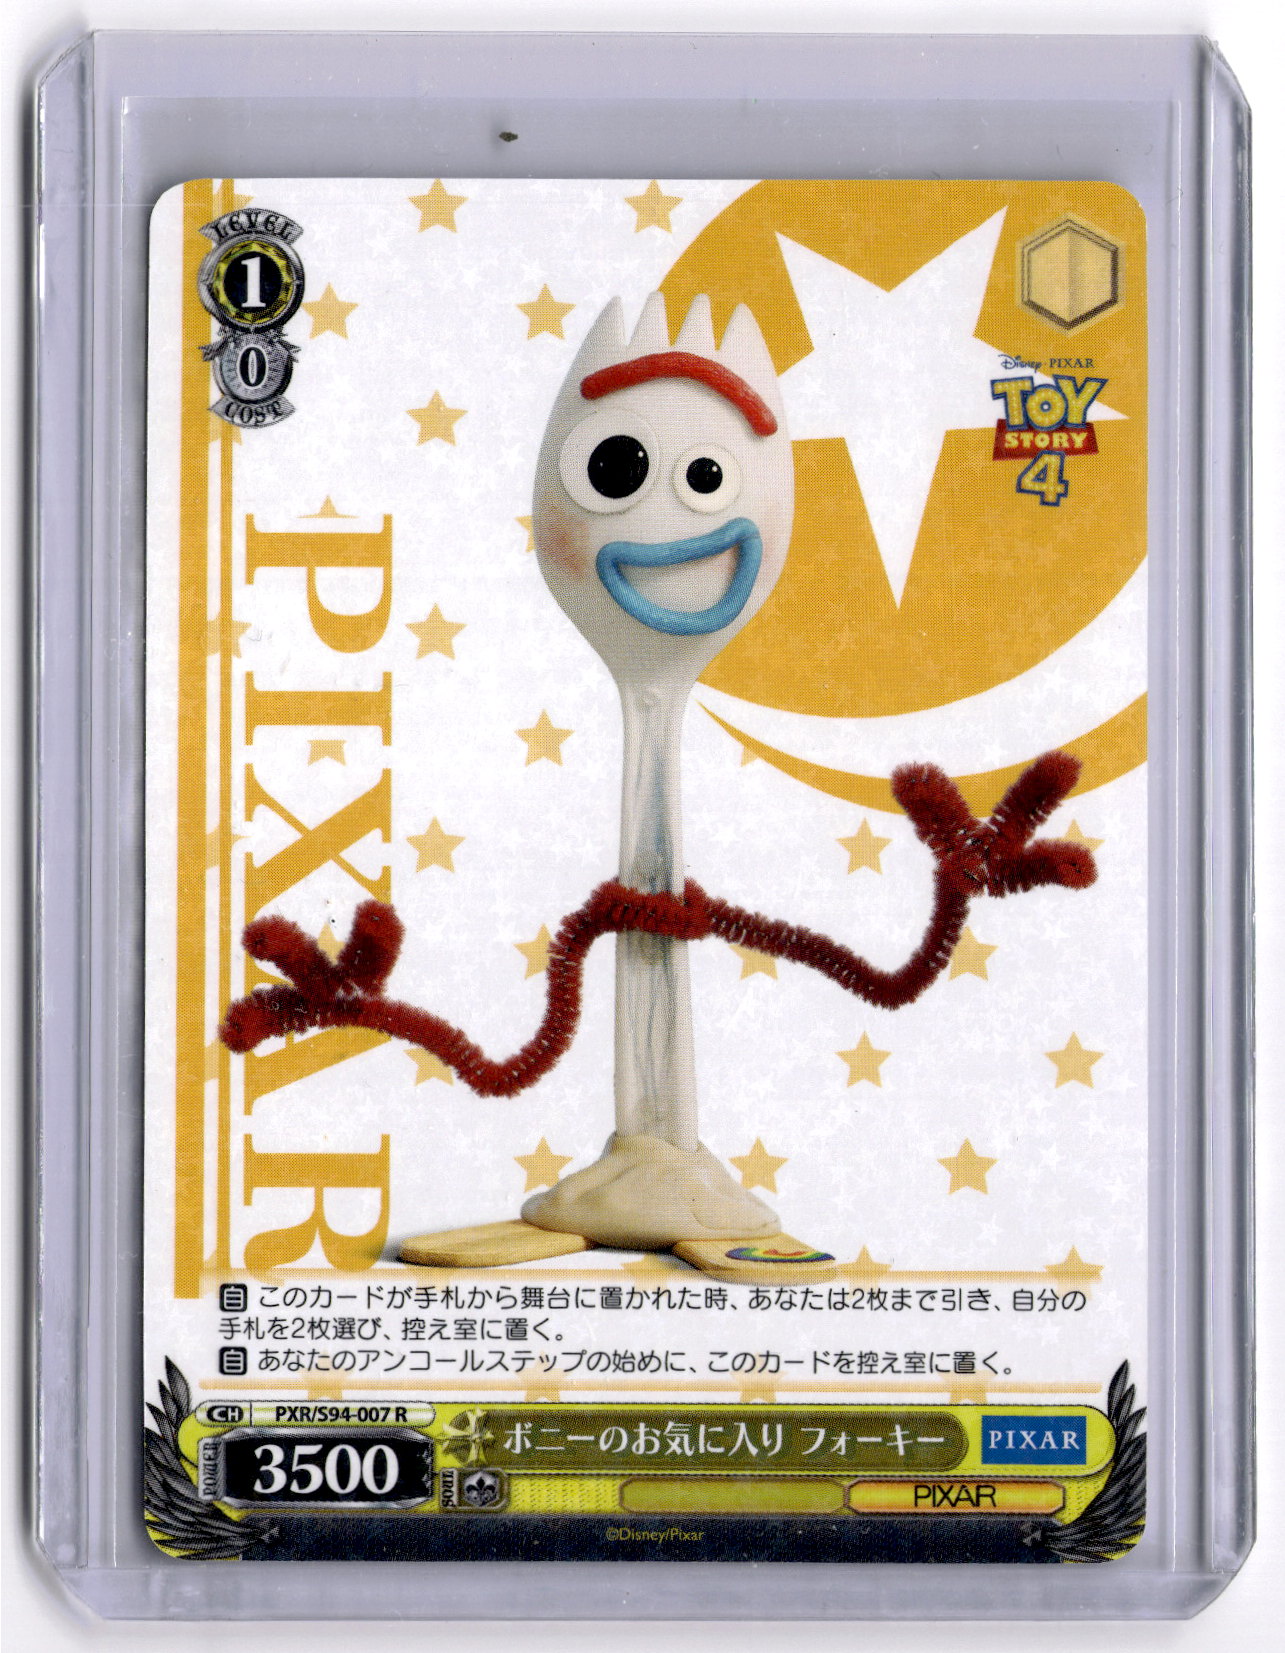 LEVEL
1
0
COST
Disney·PIXAR
TOY
STORY
4
PIXAR
自 このカードが手札から舞台に置かれた時、あなたは2枚まで引き、自分の
手札を2枚選び、控え室に置く。
自 あなたのアンコールステップの始めに、このカードを控え室に置く。
CH PXR/S94-007 R
ボニーのお気に入り フォーキー
PIXAR
POWER
3500
SOUL
PIXAR
©Disney/Pixar